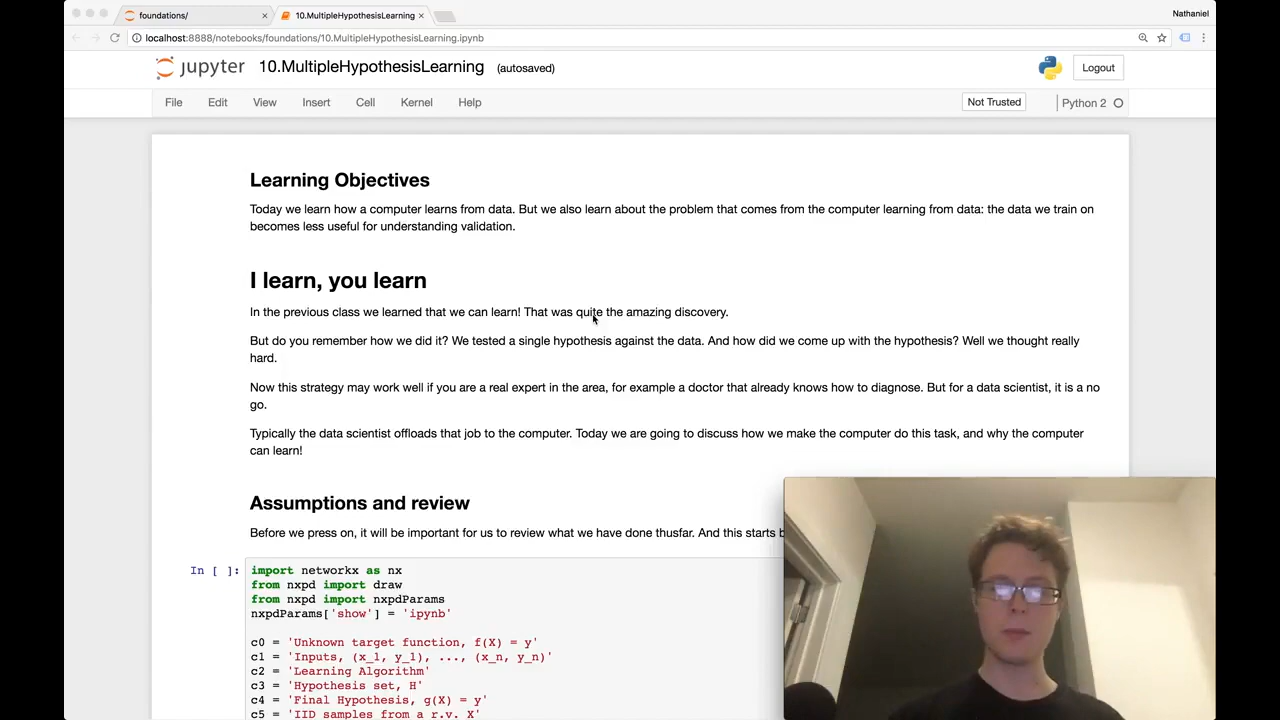 foundations/
10.MultipleHypothesisLearning
Nathaniel
localhost:8888/notebooks/foundations/10.MultipleHypothesisLearning.ipynb
jupyter 10.MultipleHypothesisLearning (autosaved)
Logout
File Edit View Insert Cell Kernel Help
Not Trusted
Python 2
Learning Objectives
Today we learn how a computer learns from data. But we also learn about the problem that comes from the computer learning from data: the data we train on
becomes less useful for understanding validation.
I learn, you learn
In the previous class we learned that we can learn! That was quite the amazing discovery.
But do you remember how we did it? We tested a single hypothesis against the data. And how did we come up with the hypothesis? Well we thought really
hard.
Now this strategy may work well if you are a real expert in the area, for example a doctor that already knows how to diagnose. But for a data scientist, it is a no
go.
Typically the data scientist offloads that job to the computer. Today we are going to discuss how we make the computer do this task, and why the computer
can learn!
Assumptions and review
Before we press on, it will be important for us to review what we have done thusfar. And this starts
In [ ]: import networkx as nx
from nxpd import draw
from nxpd import nxpdParams
nxpdParams['show'] = 'ipynb'
c0 = 'Unknown target function, f(X) = y'
c1 = 'Inputs, (x_1, y_1), ..., (x_n, y_n)'
c2 = 'Learning Algorithm'
c3 = 'Hypothesis set, H'
c4 = 'Final Hypothesis, g(X) = y'
c5 = 'IID samples from a r.v. X'